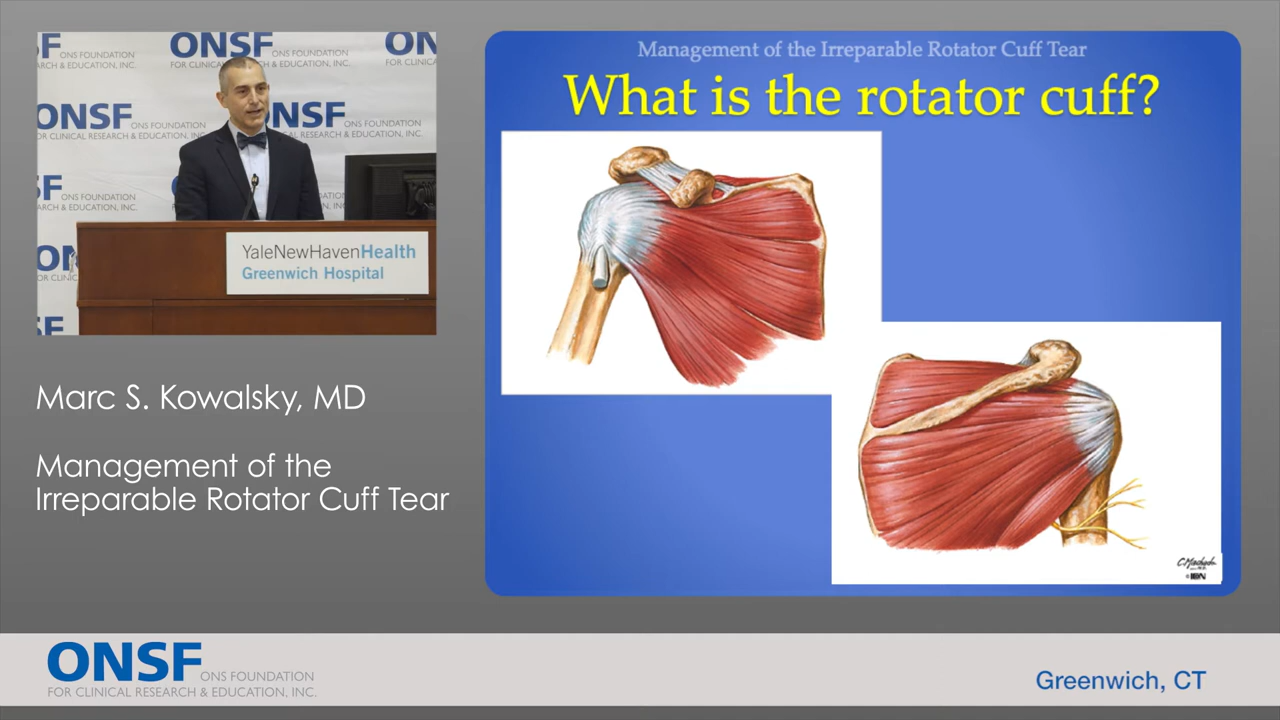 ONSF
ONS FOUNDATION
FOR CLINICAL RESEARCH & EDUCATION, INC.
YaleNewHavenHealth
Greenwich Hospital
Marc S. Kowalsky, MD
Management of the
Irreparable Rotator Cuff Tear
Management of the Irreparable Rotator Cuff Tear
What is the rotator cuff?
ONSF
ONS FOUNDATION
FOR CLINICAL RESEARCH & EDUCATION, INC.
Greenwich, CT